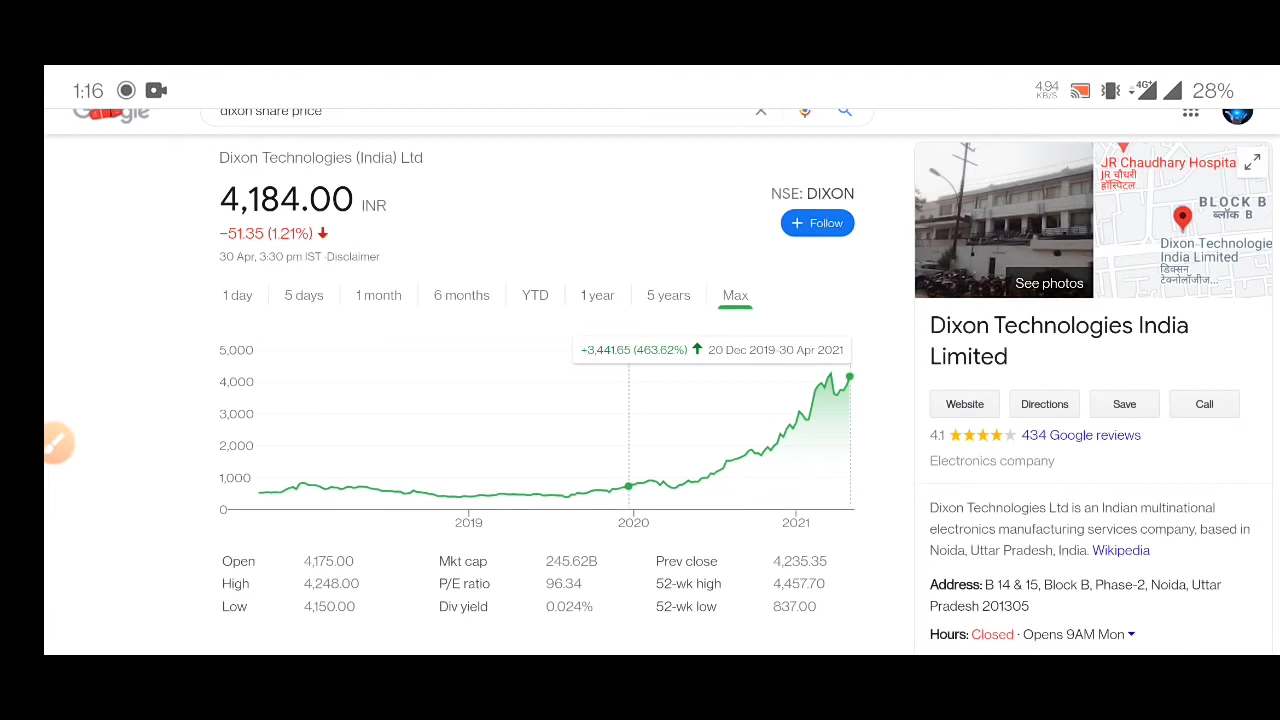 1:16
4.94
KB/S
4G+
28%
Google
dixon share price
Dixon Technologies (India) Ltd
4,184.00 INR
−51.35 (1.21%)
30 Apr, 3:30 pm IST · Disclaimer
NSE: DIXON
+ Follow
1 day
5 days
1 month
6 months
YTD
1 year
5 years
Max
+3,441.65 (463.62%) 20 Dec 2019-30 Apr 2021
5,000
4,000
3,000
2,000
1,000
0
2019
2020
2021
Open 4,175.00 Mkt cap 245.62B Prev close 4,235.35
High 4,248.00 P/E ratio 96.34 52-wk high 4,457.70
Low 4,150.00 Div yield 0.024% 52-wk low 837.00
See photos
JR Chaudhary Hospita
JR चौधरी
हॉस्पिटल
BLOCK B
ब्लॉक B
Dixon Technologie
India Limited
डिक्सन
टेक्नोलॉजीज...
Dixon Technologies India
Limited
Website
Directions
Save
Call
4.1 434 Google reviews
Electronics company
Dixon Technologies Ltd is an Indian multinational
electronics manufacturing services company, based in
Noida, Uttar Pradesh, India. Wikipedia
Address: B 14 & 15, Block B, Phase-2, Noida, Uttar
Pradesh 201305
Hours: Closed · Opens 9AM Mon